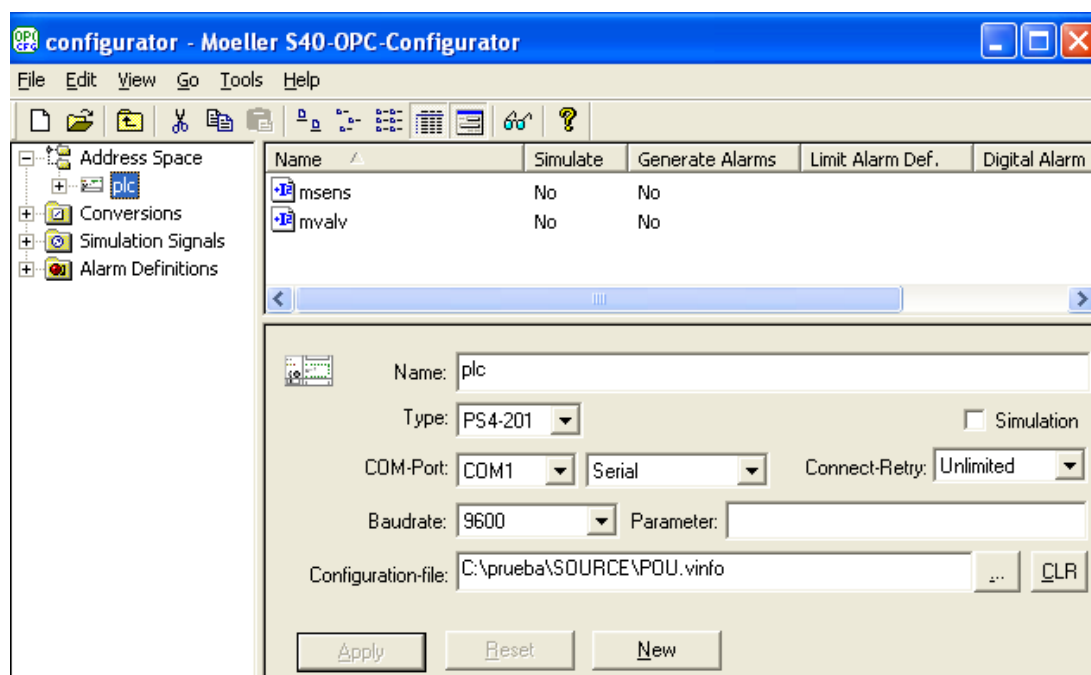 configurator - Moeller S40-OPC-Configurator
File Edit View Go Tools Help
Address Space
plc
Conversions
Simulation Signals
Alarm Definitions
Name Simulate Generate Alarms Limit Alarm Def. Digital Alarm
msens No No
mvalv No No
Name: plc
Type: PS4-201 Simulation
COM-Port: COM1 Serial Connect-Retry: Unlimited
Baudrate: 9600 Parameter:
Configuration-file: C:\prueba\SOURCE\POU.vinfo ... CLR
Apply Reset New